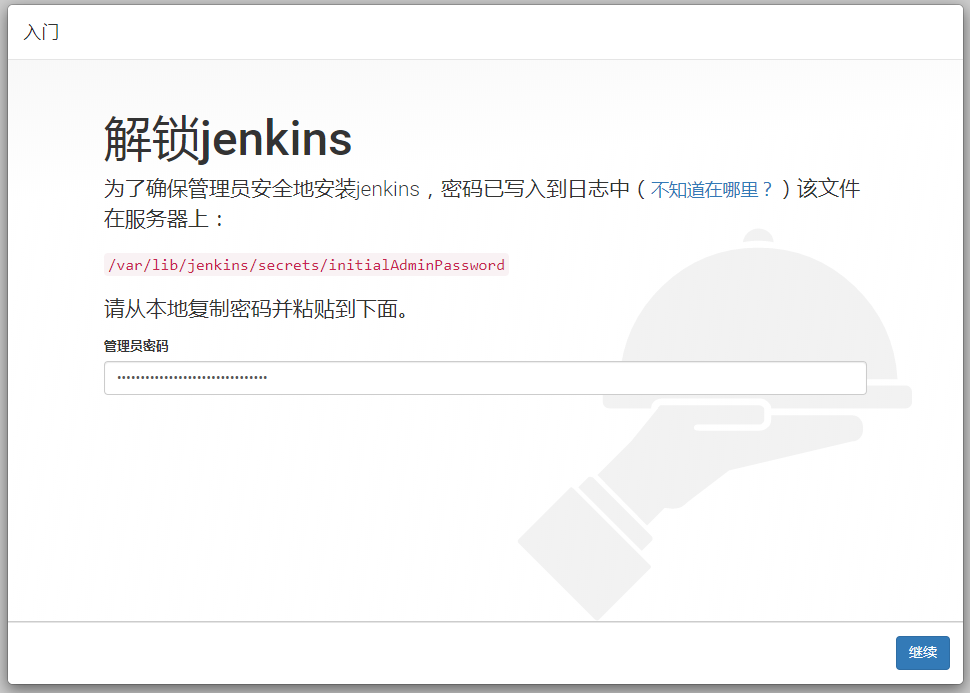 入门
解锁jenkins
为了确保管理员安全地安装jenkins，密码已写入到日志中（不知道在哪里？）该文件
在服务器上：
/var/lib/jenkins/secrets/initialAdminPassword
请从本地复制密码并粘贴到下面。
管理员密码
继续